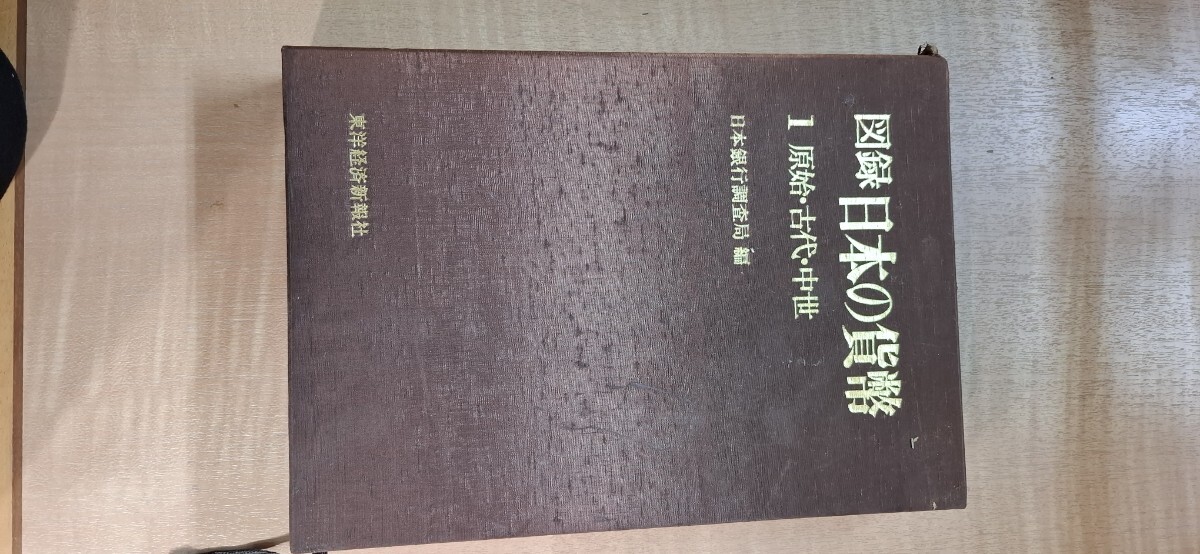 図録 日本の貨幣
1 原始・古代・中世
日本銀行調査局 編
東洋経済新報社